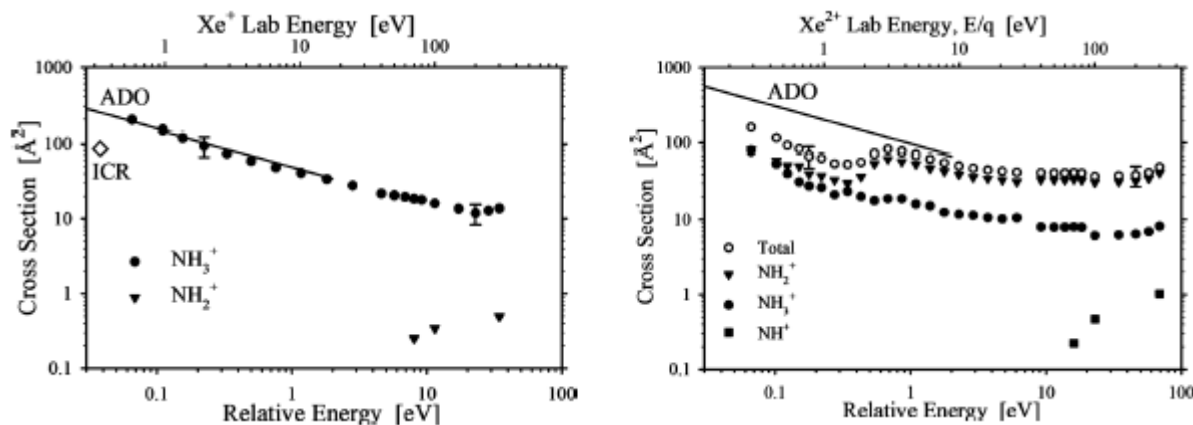 Xe⁺ Lab Energy [eV]
1 10 100
1000
100
10
1
0.1
Cross Section [Å²]
ADO
ICR
NH₃⁺
NH₂⁺
0.1 1 10 100
Relative Energy [eV]
Xe²⁺ Lab Energy, E/q [eV]
1 10 100
1000
100
10
1
0.1
Cross Section [Å²]
ADO
Total
NH₂⁺
NH₃⁺
NH⁺
0.1 1 10 100
Relative Energy [eV]